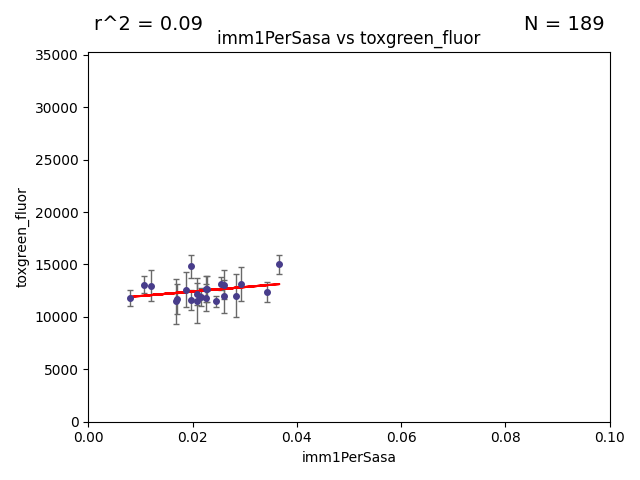 r^2 = 0.09
N = 189
imm1PerSasa vs toxgreen_fluor
35000
30000
25000
20000
15000
10000
5000
0
toxgreen_fluor
0.00 0.02 0.04 0.06 0.08 0.10
imm1PerSasa